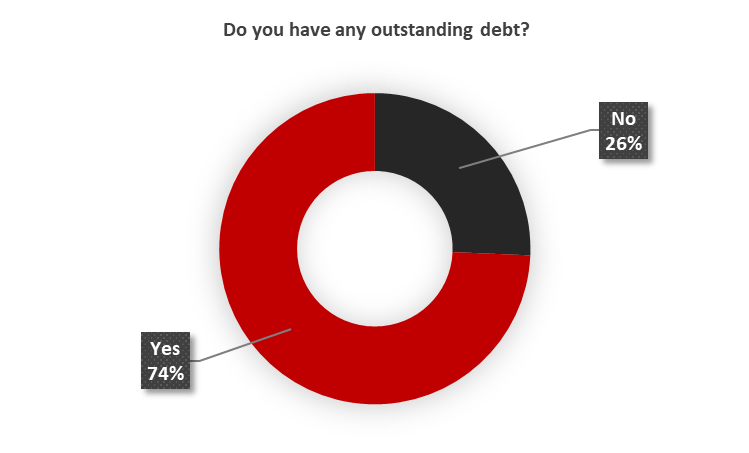 Do you have any outstanding debt?
No
26%
Yes
74%